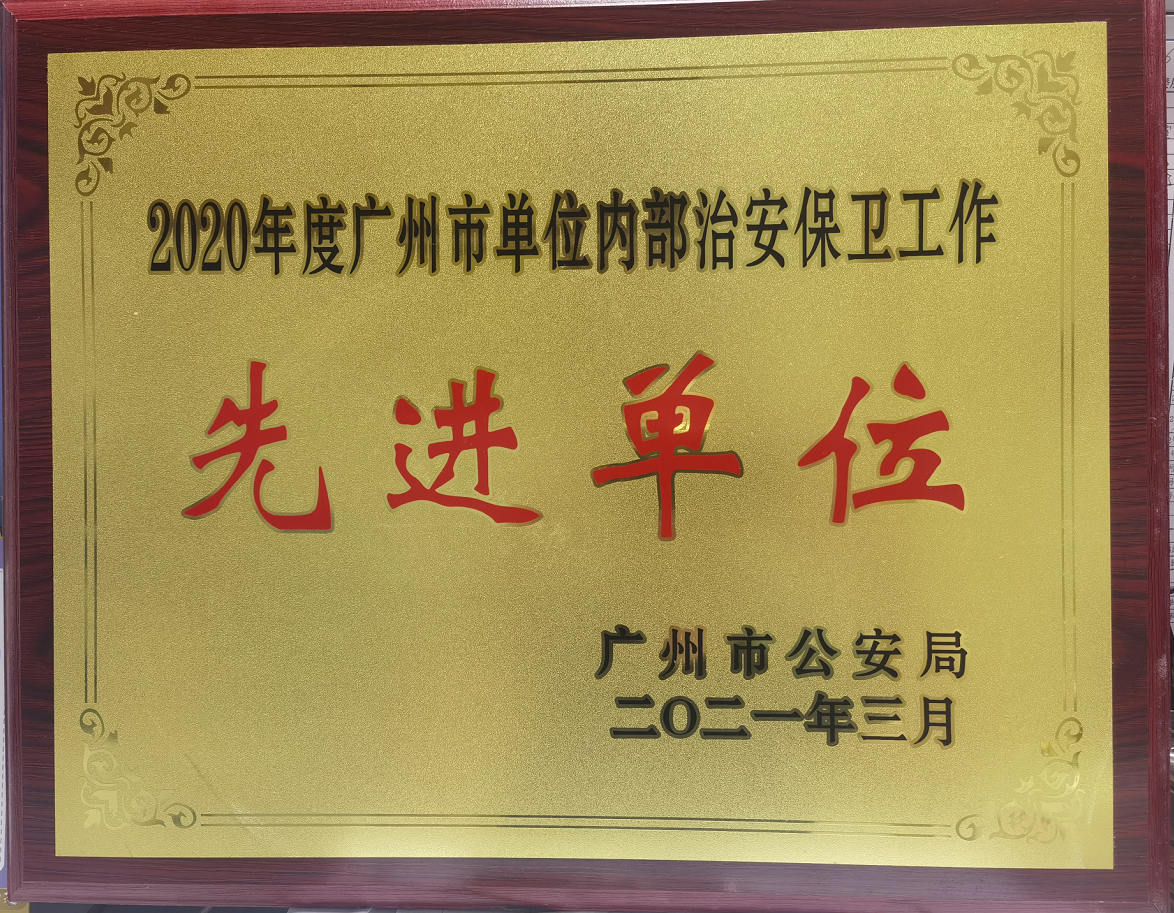 2020年度广州市单位内部治安保卫工作
先进单位
广州市公安局
二〇二一年三月